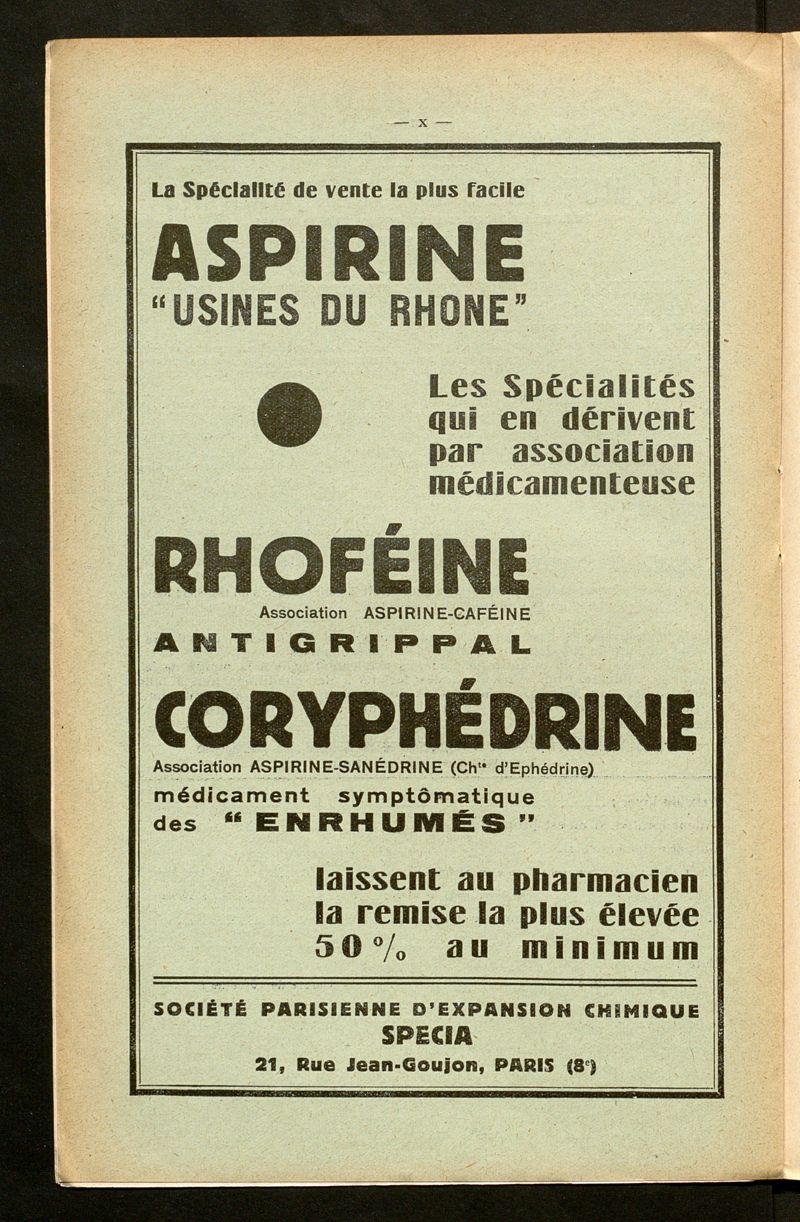 — x —
La Spécialité de vente la plus facile
ASPIRINE
“USINES DU RHONE”
Les Spécialités
qui en dérivent
par association
médicamenteuse
RHOFÉINE
Association ASPIRINE-CAFÉINE
ANTIGRIPPAL
CORYPHÉDRINE
Association ASPIRINE-SANÉDRINE (Chte d'Ephédrine)
médicament symptômatique
des “ENRHUMÉS”
laissent au pharmacien
la remise la plus élevée
50 % au minimum
SOCIÉTÉ PARISIENNE D'EXPANSION CHIMIQUE
SPECIA
21, Rue Jean-Goujon, PARIS (8e)